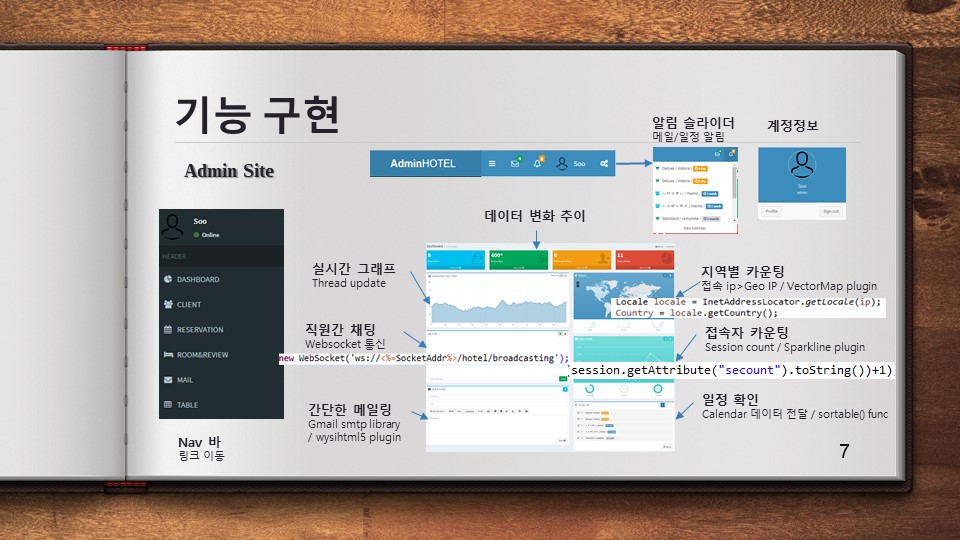 기능 구현
Admin Site
AdminHOTEL
Soo
알림 슬라이더
메일/일정 알림
계정정보
Deluxe / Indoor /
View Calendar
Soo
admin
Profile
Sign out
Soo
Online
HEADER
DASHBOARD
CLIENT
RESERVATION
ROOM&REVIEW
MAIL
TABLE
Nav 바
링크 이동
데이터 변화 추이
Dashboard
실시간 그래프
Thread update
직원간 채팅
Websocket 통신
new WebSocket('ws://<%=SocketAddr%>/hotel/broadcasting');
간단한 메일링
Gmail smtp library
/ wysihtml5 plugin
지역별 카운팅
접속 ip>Geo IP / VectorMap plugin
Locale locale = InetAddressLocator.getLocale(ip);
Country = locale.getCountry();
접속자 카운팅
Session count / Sparkline plugin
(session.getAttribute("secount").toString())+1)
일정 확인
Calendar 데이터 전달 / sortable() func
7